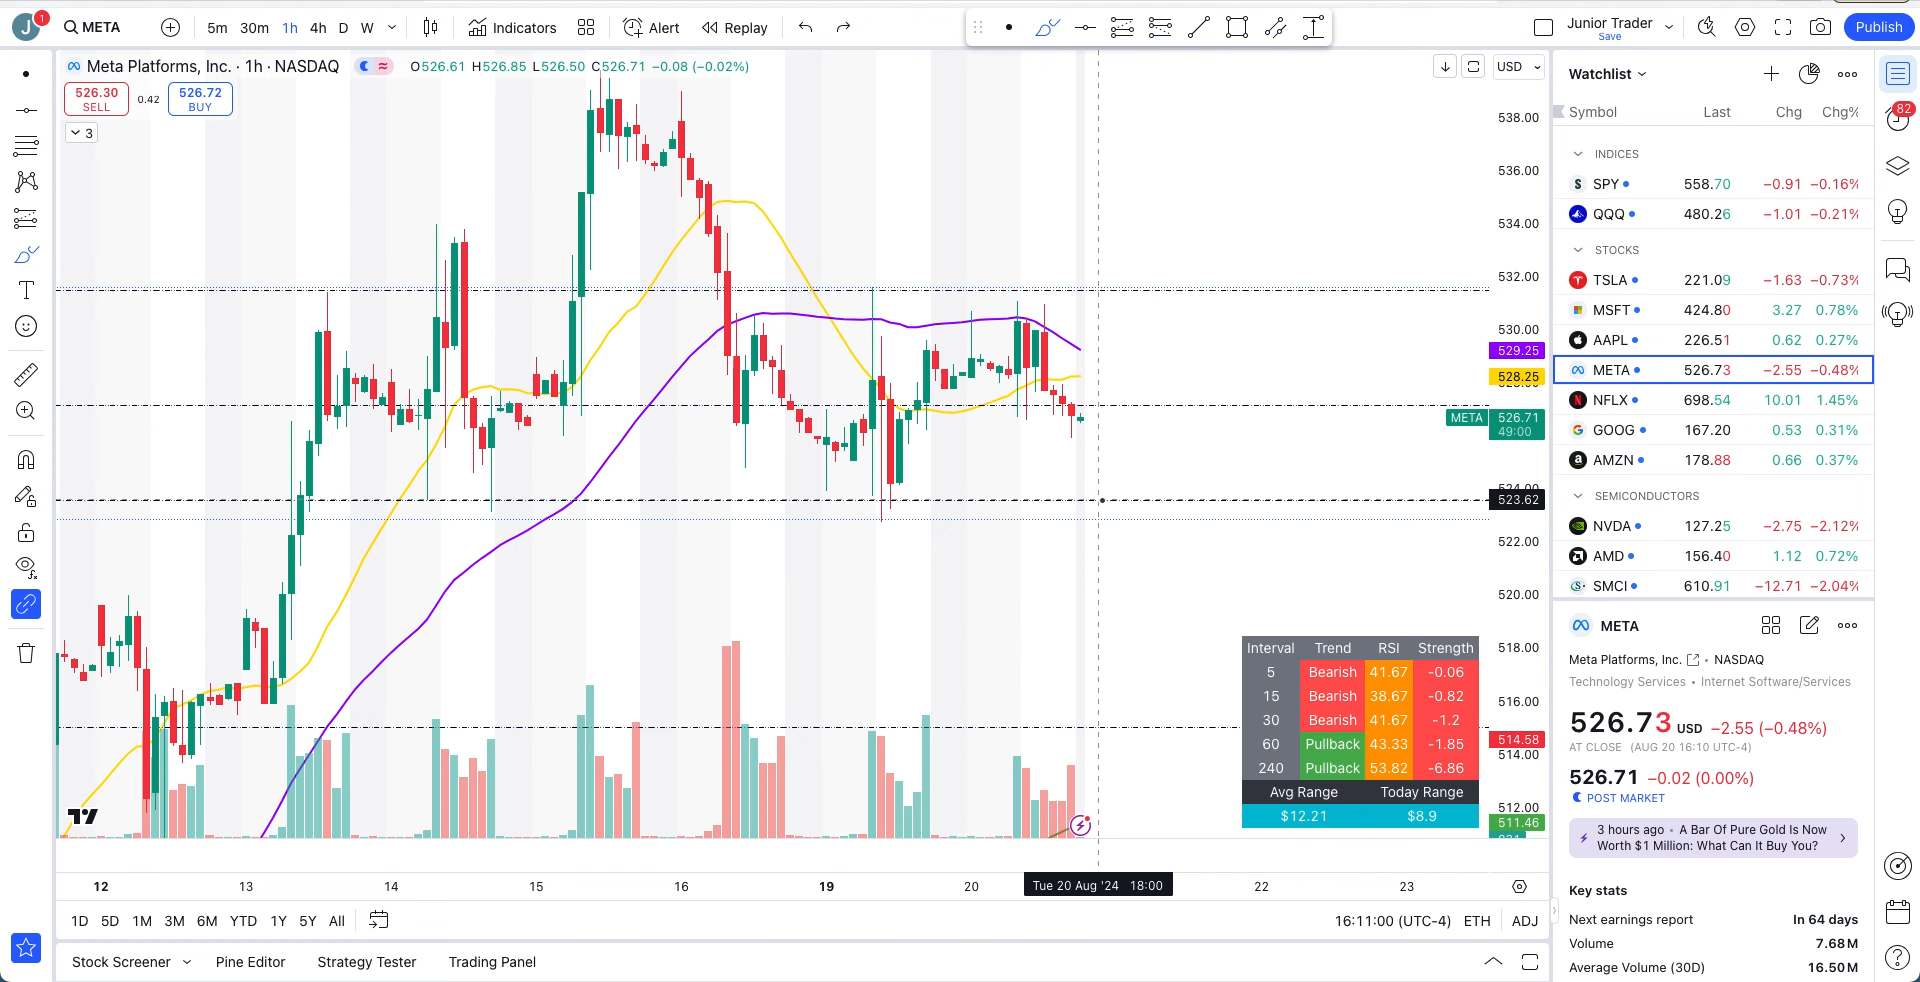 J 1 META 5m 30m 1h 4h D W Indicators Alert Replay Junior Trader Save Publish
Meta Platforms, Inc. · 1h · NASDAQ O526.61 H526.85 L526.50 C526.71 −0.08 (−0.02%)
526.30 SELL 0.42 526.72 BUY
3
USD
538.00
536.00
534.00
532.00
530.00
529.25
528.25
META 526.71
49:00
523.62
522.00
520.00
518.00
516.00
514.58
514.00
512.00
511.46
Interval Trend RSI Strength
5 Bearish 41.67 -0.06
15 Bearish 38.67 -0.82
30 Bearish 41.67 -1.2
60 Pullback 43.33 -1.85
240 Pullback 53.82 -6.86
Avg Range Today Range
$12.21 $8.9
12 13 14 15 16 19 20 Tue 20 Aug '24 18:00 22 23
1D 5D 1M 3M 6M YTD 1Y 5Y All 16:11:00 (UTC-4) ETH ADJ
Stock Screener Pine Editor Strategy Tester Trading Panel
Watchlist
Symbol Last Chg Chg%
INDICES
SPY 558.70 −0.91 −0.16%
QQQ 480.26 −1.01 −0.21%
STOCKS
TSLA 221.09 −1.63 −0.73%
MSFT 424.80 3.27 0.78%
AAPL 226.51 0.62 0.27%
META 526.73 −2.55 −0.48%
NFLX 698.54 10.01 1.45%
GOOG 167.20 0.53 0.31%
AMZN 178.88 0.66 0.37%
SEMICONDUCTORS
NVDA 127.25 −2.75 −2.12%
AMD 156.40 1.12 0.72%
SMCI 610.91 −12.71 −2.04%
META
Meta Platforms, Inc. • NASDAQ
Technology Services • Internet Software/Services
526.73 USD −2.55 (−0.48%)
AT CLOSE (AUG 20 16:10 UTC-4)
526.71 −0.02 (0.00%)
POST MARKET
3 hours ago • A Bar Of Pure Gold Is Now
Worth $1 Million: What Can It Buy You?
Key stats
Next earnings report In 64 days
Volume 7.68M
Average Volume (30D) 16.50M
82